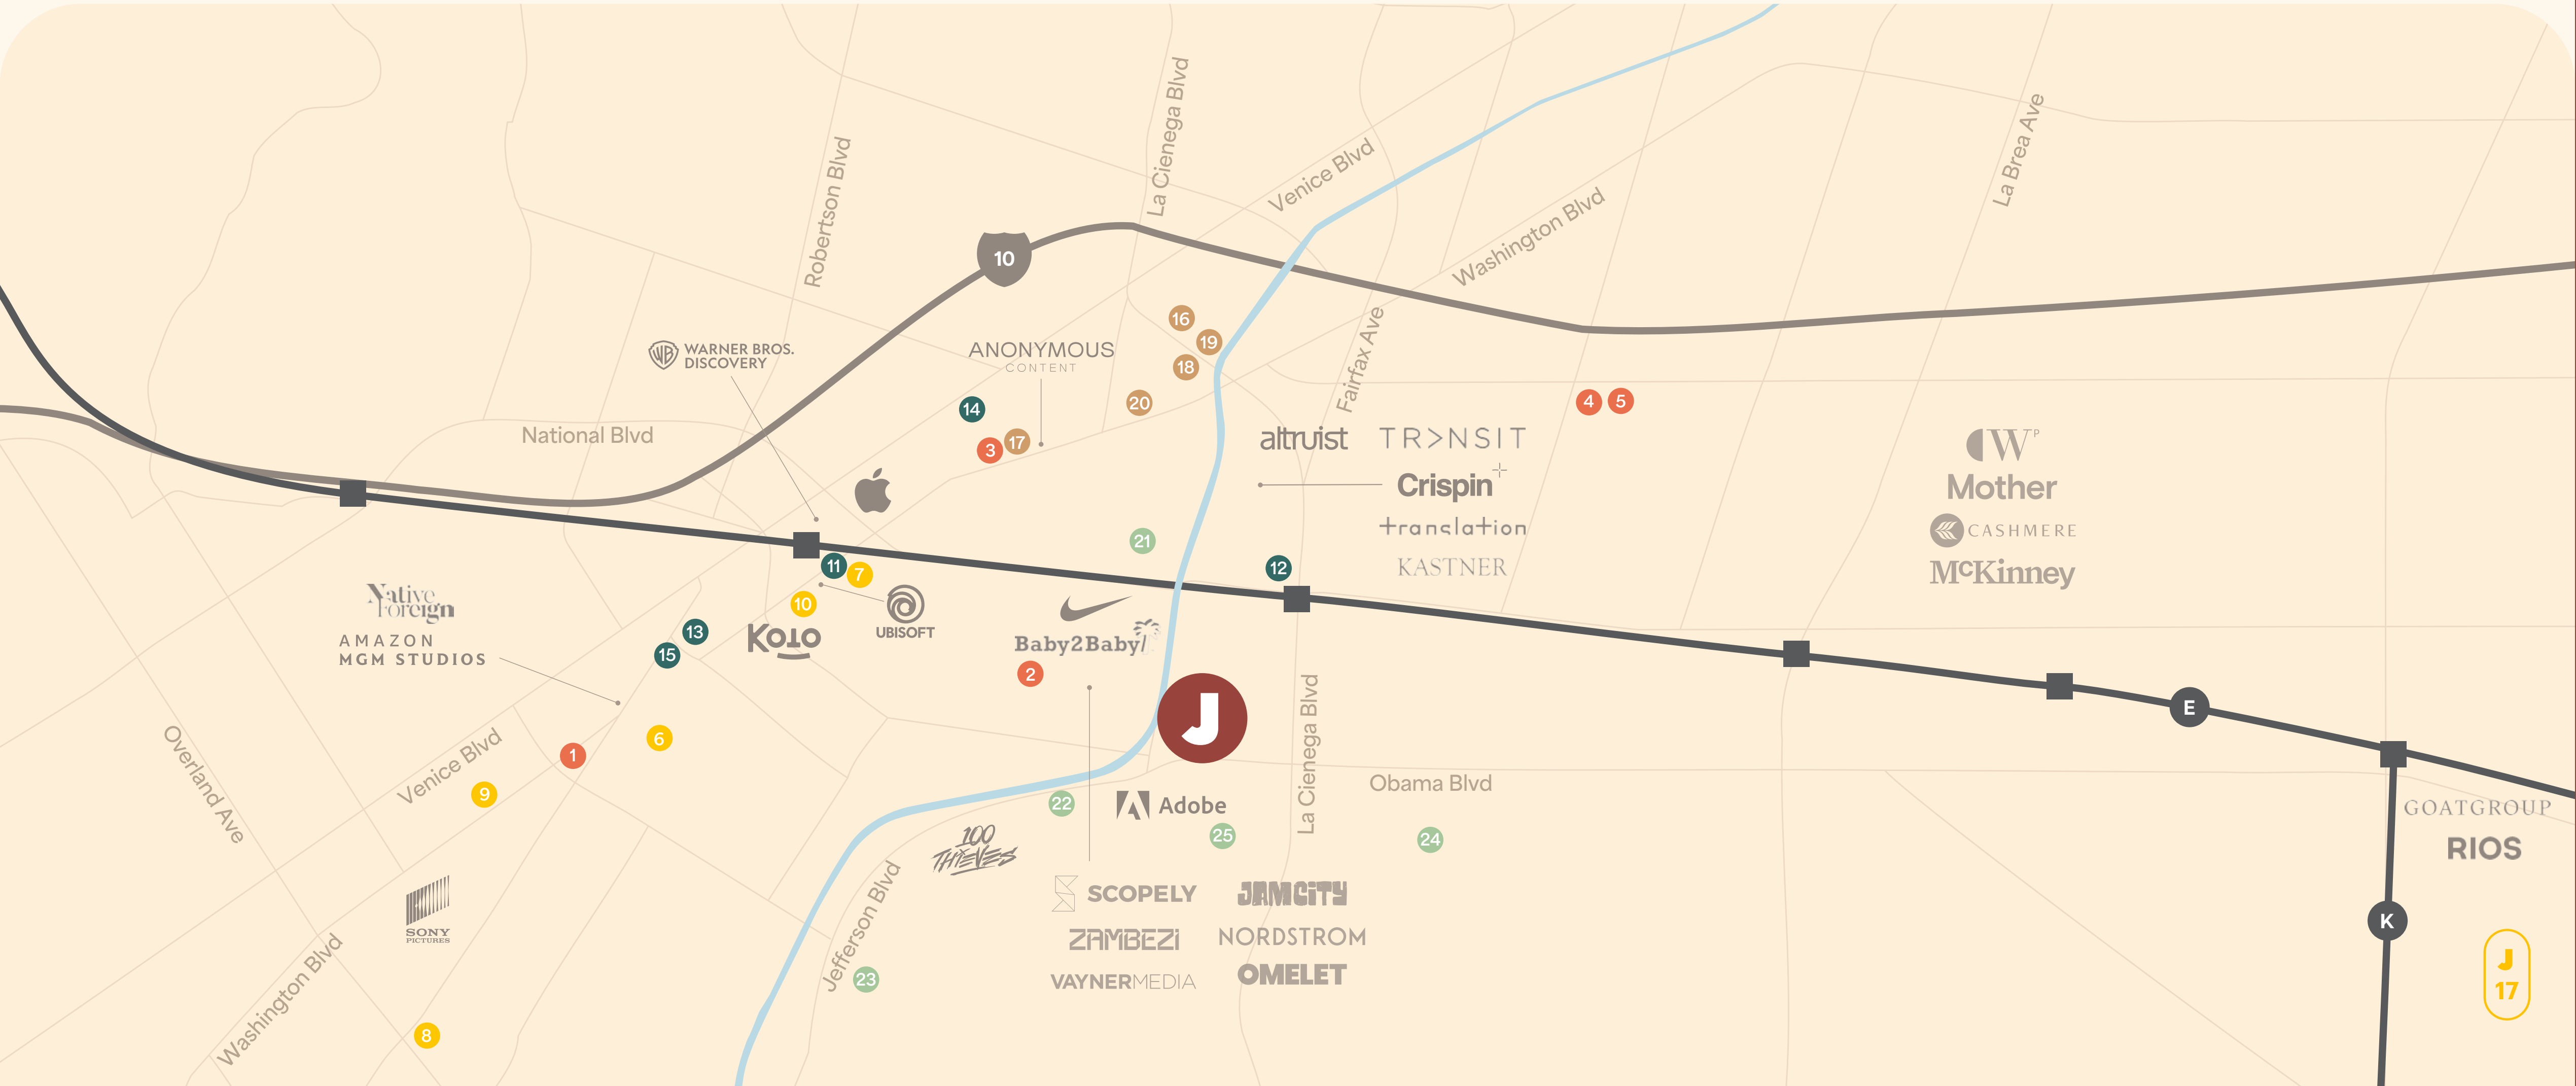 La Cienega Blvd
La Brea Ave
Robertson Blvd
Venice Blvd
Washington Blvd
10
16
19
18
20
Fairfax Ave
WARNER BROS.
DISCOVERY
ANONYMOUS
CONTENT
14
3
17
4
5
National Blvd
altruist
TR>NSIT
Crispin
translation
KASTNER
WP
Mother
CASHMERE
McKinney
21
12
11
7
10
UBISOFT
Koto
Native
Foreign
AMAZON
MGM STUDIOS
13
15
Baby2Baby
2
J
E
6
1
9
Venice Blvd
Overland Ave
La Cienega Blvd
Obama Blvd
22
Adobe
25
24
GOATGROUP
RIOS
100
THIEVES
SCOPELY
JAMCITY
ZAMBEZI
NORDSTROM
VAYNERMEDIA
OMELET
SONY
PICTURES
Jefferson Blvd
23
Washington Blvd
8
K
J
17